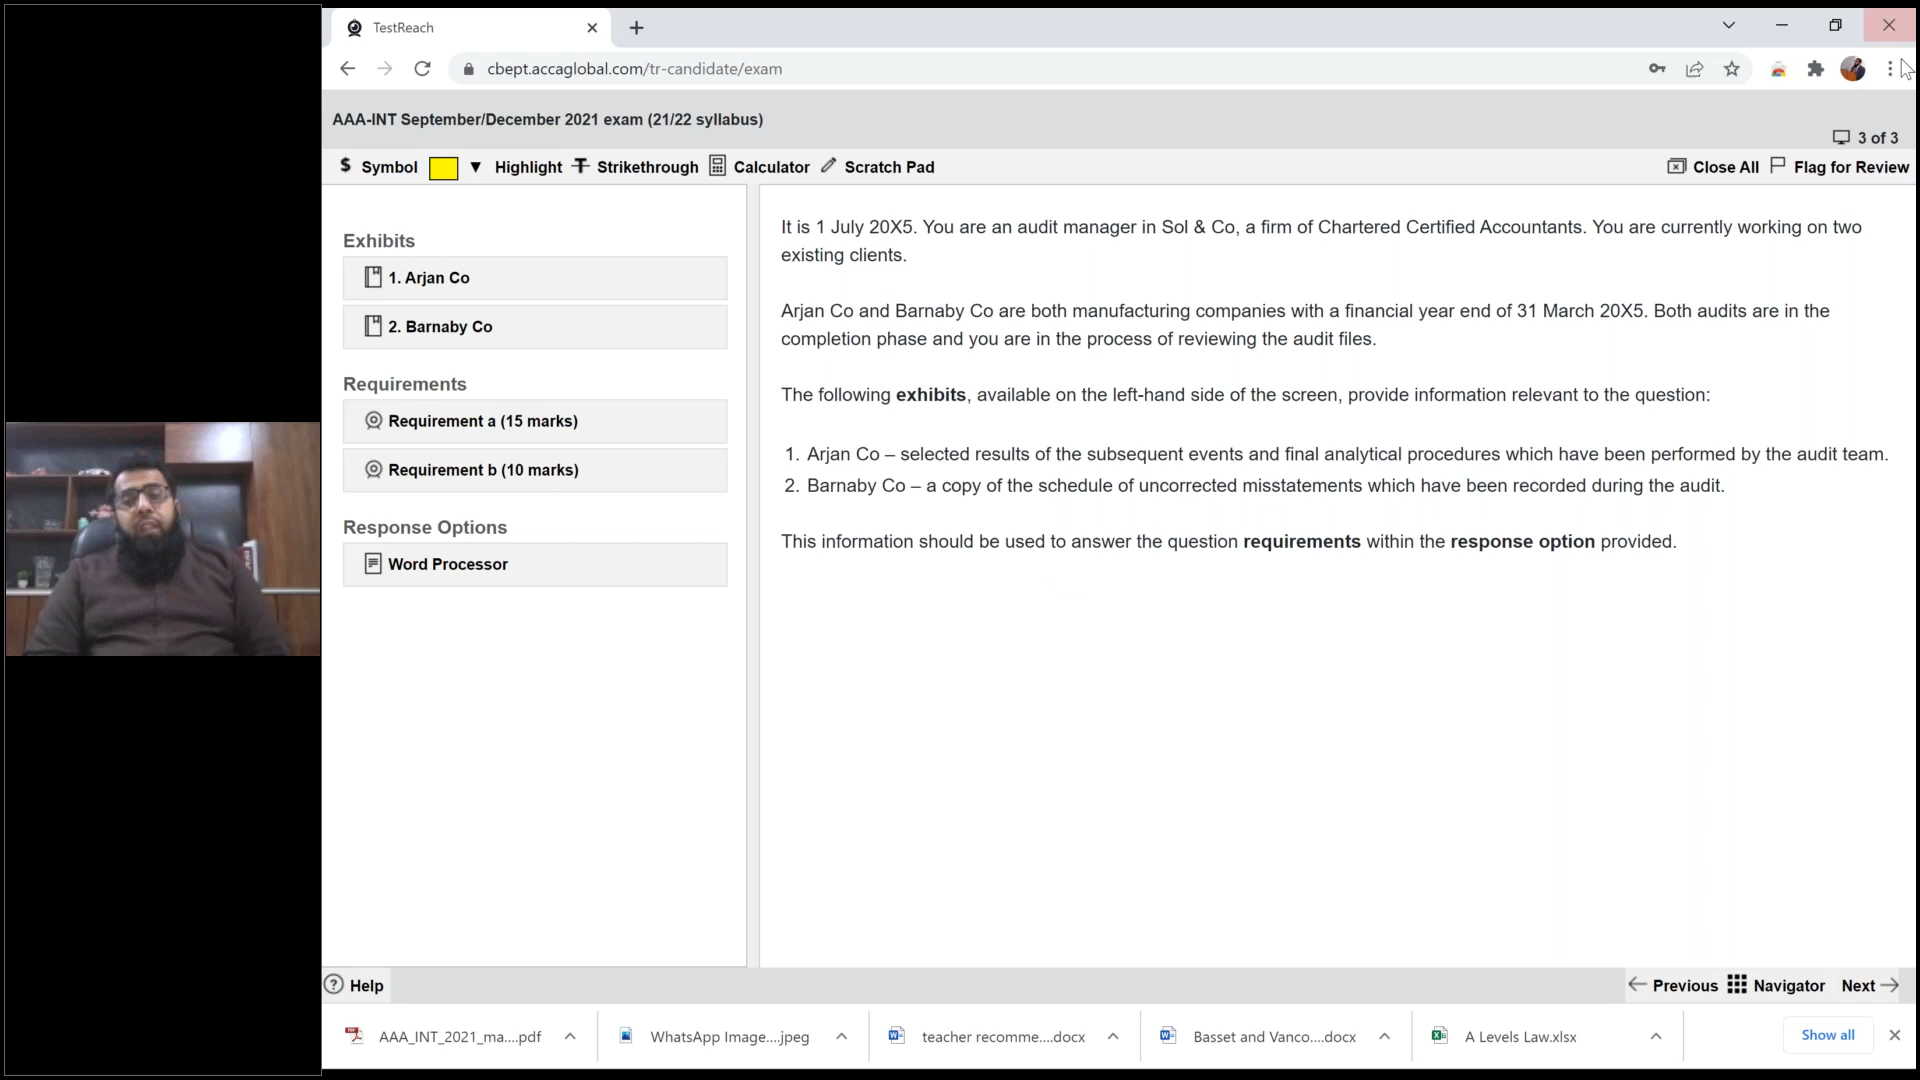 TestReach
cbept.accaglobal.com/tr-candidate/exam
AAA-INT September/December 2021 exam (21/22 syllabus)
3 of 3
$ Symbol ▼ Highlight Strikethrough Calculator Scratch Pad Close All Flag for Review
Exhibits
1. Arjan Co
2. Barnaby Co
Requirements
Requirement a (15 marks)
Requirement b (10 marks)
Response Options
Word Processor
It is 1 July 20X5. You are an audit manager in Sol & Co, a firm of Chartered Certified Accountants. You are currently working on two
existing clients.
Arjan Co and Barnaby Co are both manufacturing companies with a financial year end of 31 March 20X5. Both audits are in the
completion phase and you are in the process of reviewing the audit files.
The following exhibits, available on the left-hand side of the screen, provide information relevant to the question:
1. Arjan Co – selected results of the subsequent events and final analytical procedures which have been performed by the audit team.
2. Barnaby Co – a copy of the schedule of uncorrected misstatements which have been recorded during the audit.
This information should be used to answer the question requirements within the response option provided.
Help
Previous Navigator Next
AAA_INT_2021_ma....pdf
WhatsApp Image....jpeg
teacher recomme....docx
Basset and Vanco....docx
A Levels Law.xlsx
Show all